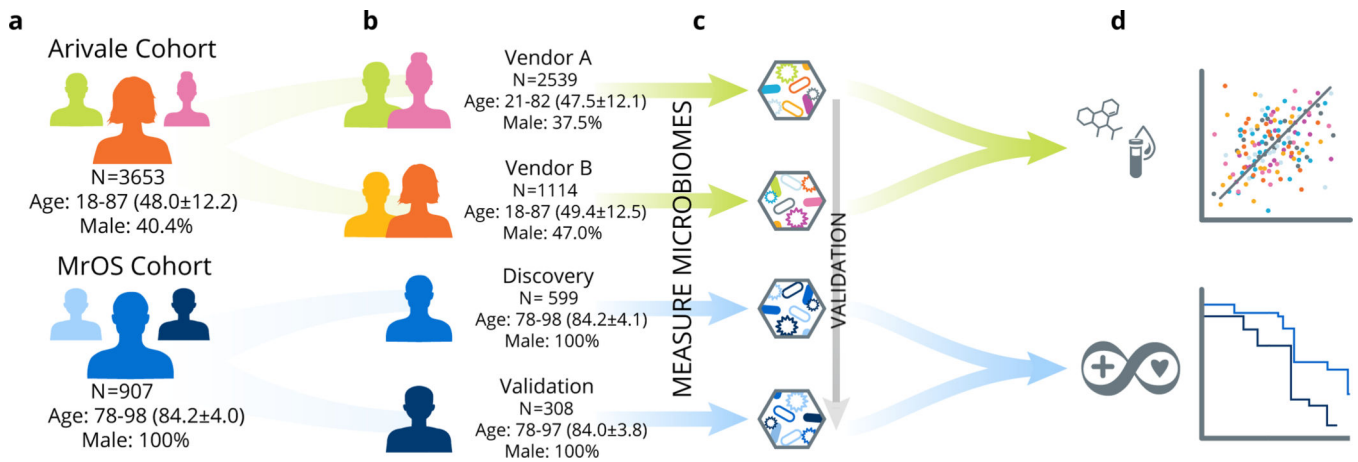 a
b
c
d
Arivale Cohort
N=3653
Age: 18-87 (48.0±12.2)
Male: 40.4%
MrOS Cohort
N=907
Age: 78-98 (84.2±4.0)
Male: 100%
Vendor A
N=2539
Age: 21-82 (47.5±12.1)
Male: 37.5%
Vendor B
N=1114
Age: 18-87 (49.4±12.5)
Male: 47.0%
Discovery
N= 599
Age: 78-98 (84.2±4.1)
Male: 100%
Validation
N=308
Age: 78-97 (84.0±3.8)
Male: 100%
MEASURE MICROBIOMES
VALIDATION